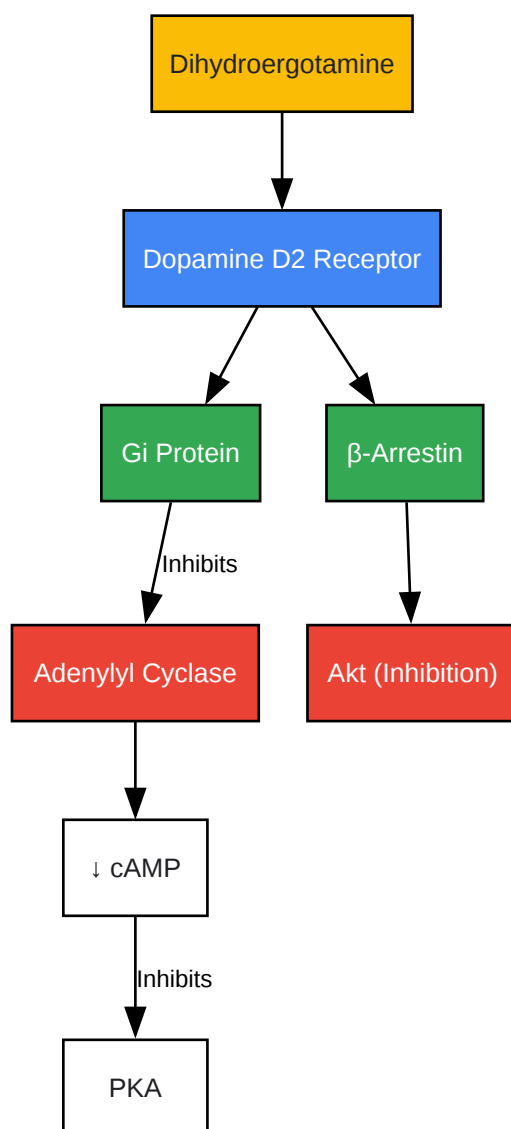 Dihydroergotamine
Dopamine D2 Receptor
Gi Protein
β-Arrestin
Inhibits
Adenylyl Cyclase
Akt (Inhibition)
↓ cAMP
Inhibits
PKA